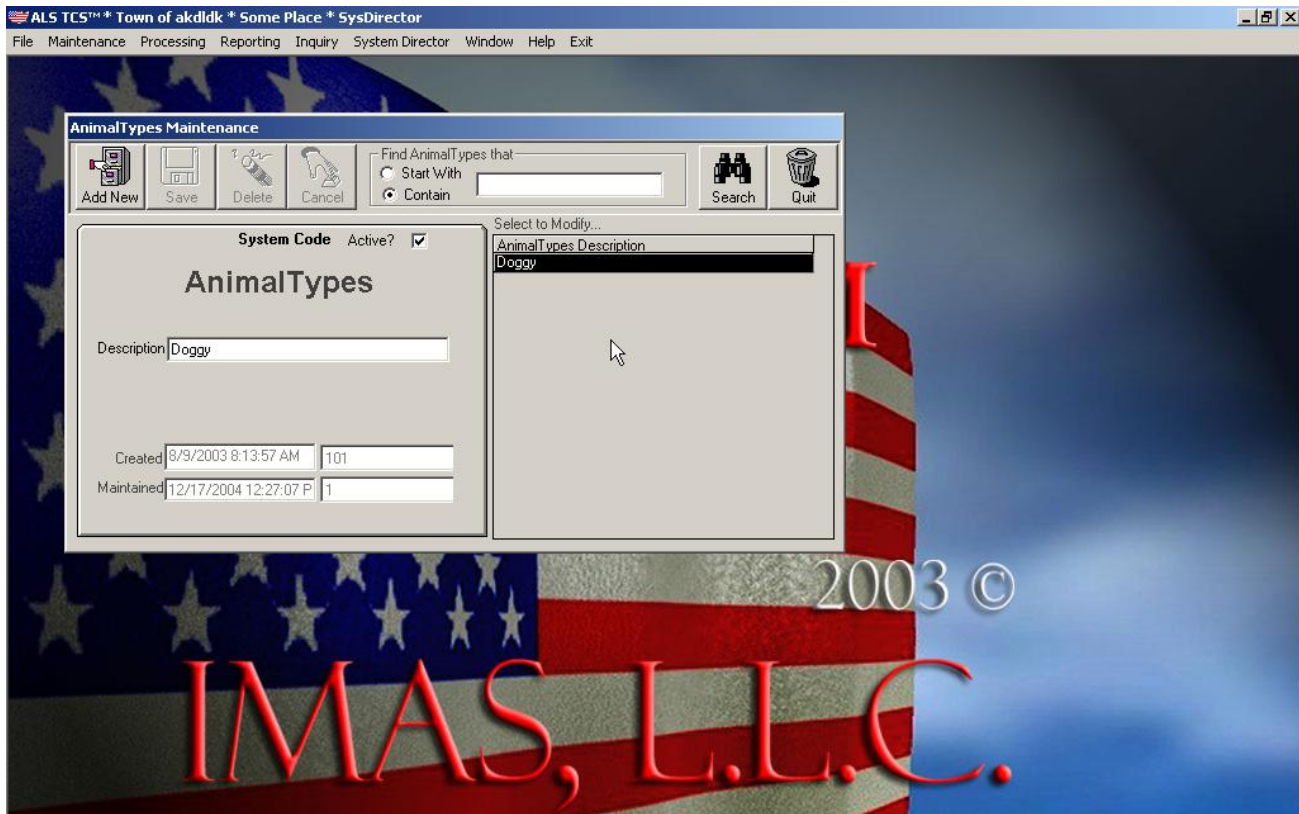 ALS TCS™ * Town of akdldk * Some Place * SysDirector
File Maintenance Processing Reporting Inquiry System Director Window Help Exit
AnimalTypes Maintenance
Add New Save Delete Cancel
Find AnimalTypes that
Start With
Contain
Search Quit
System Code Active?
AnimalTypes
Description Doggy
Created 8/9/2003 8:13:57 AM 101
Maintained 12/17/2004 12:27:07 P 1
Select to Modify...
AnimalTypes Description
Doggy
2003 ©
IMAS, L.L.C.